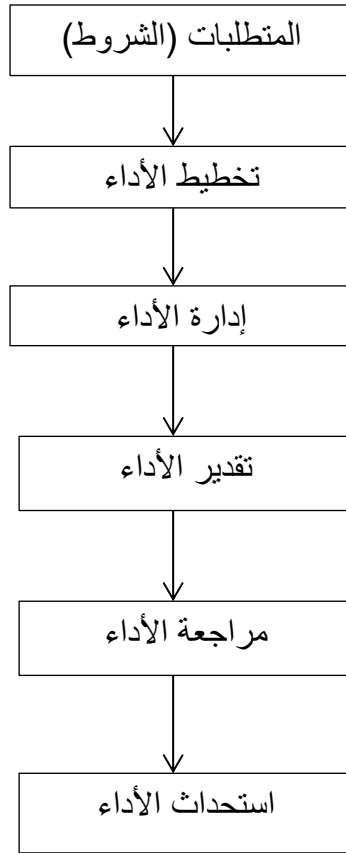 المتطلبات (الشروط)
تخطيط الأداء
إدارة الأداء
تقدير الأداء
مراجعة الأداء
استحداث الأداء